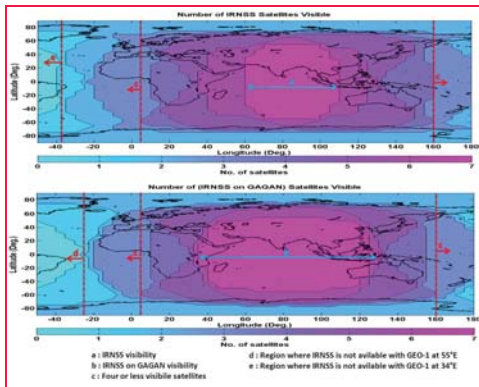 Number of IRNSS Satellites Visible
Latitude (Deg.)
80
60
40
20
0
-20
-40
-60
-80
-40 -20 0 20 40 60 80 100 120 140 160 180
Longitude (Deg.)
0 1 2 3 4 5 6 7
No. of satellites
Number of (IRNSS on GAGAN) Satellites Visible
Latitude (Deg.)
80
60
40
20
0
-20
-40
-60
-80
-40 -20 0 20 40 60 80 100 120 140 160 180
Longitude (Deg.)
0 1 2 3 4 5 6 7
No. of satellites
a : IRNSS visibility
b : IRNSS on GAGAN visibility
c : Four or less visibile satellites
d : Region where IRNSS is not avilable with GEO-1 at 55°E
e : Region where IRNSS is not available with GEO-1 at 34°E